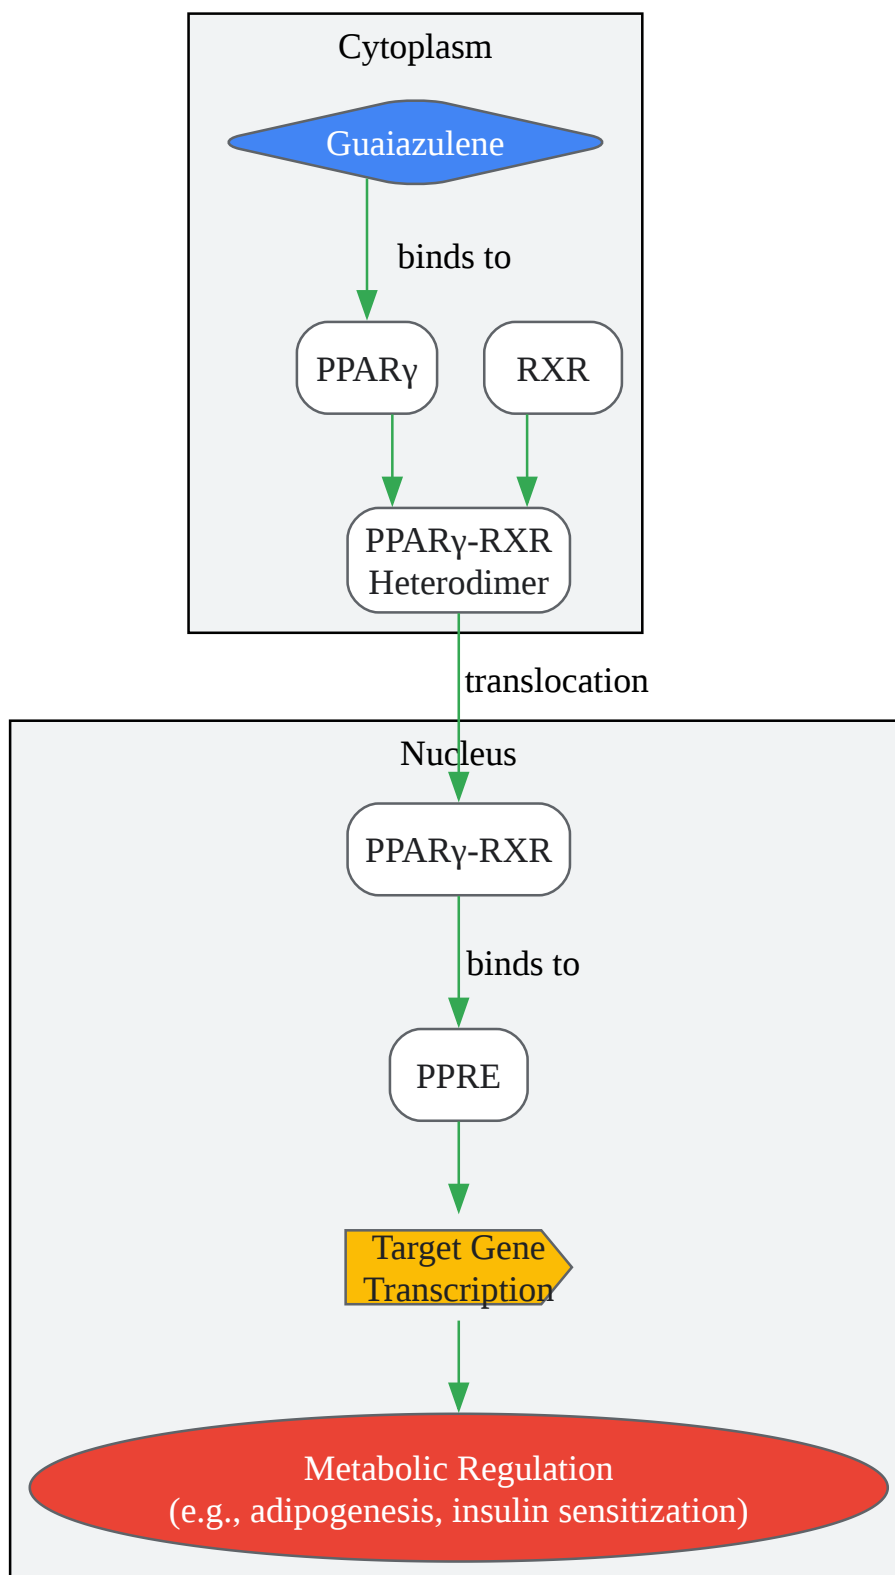 Cytoplasm
Guaiazulene
binds to
PPARγ
RXR
PPARγ-RXR
Heterodimer
translocation
Nucleus
PPARγ-RXR
binds to
PPRE
Target Gene
Transcription
Metabolic Regulation
(e.g., adipogenesis, insulin sensitization)